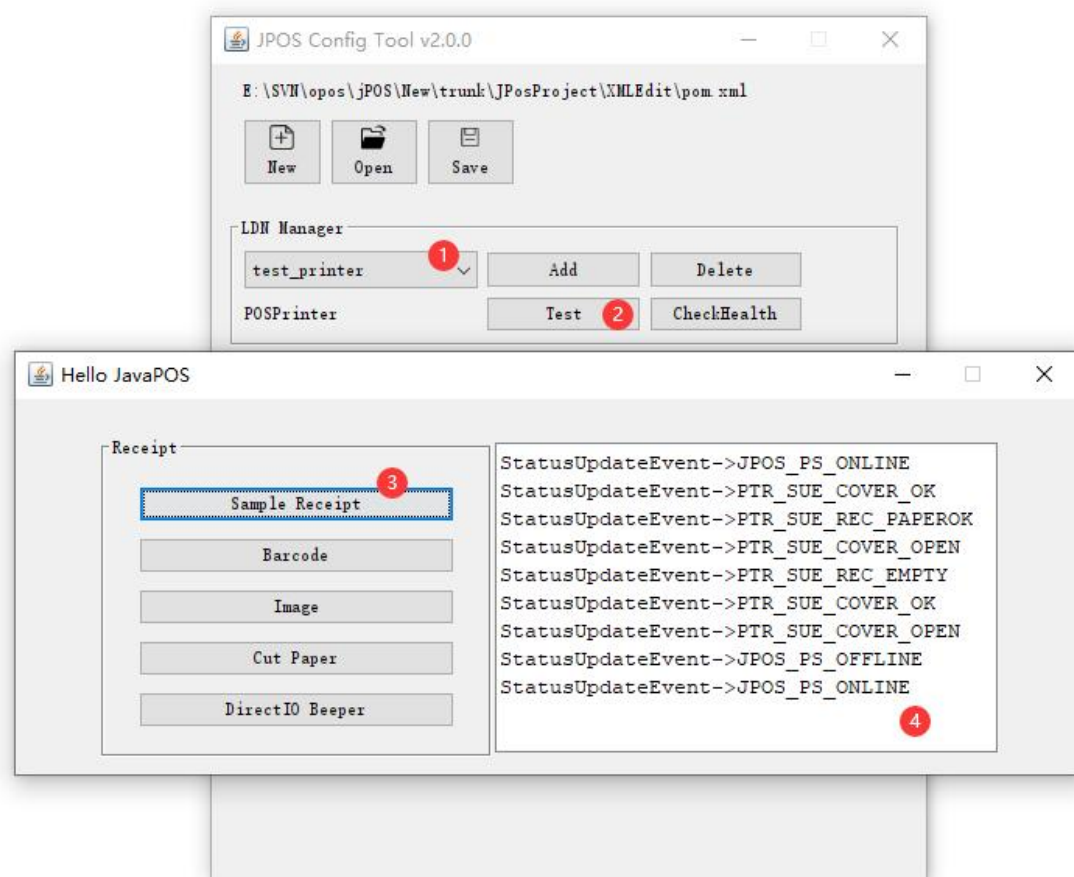 JPOS Config Tool v2.0.0
E:\SVN\opos\jPOS\New\trunk\JPosProject\XMLEdit\pom.xml
New Open Save
LDN Manager
1
test_printer Add Delete
POSPrinter Test 2 CheckHealth
Hello JavaPOS
Receipt
3
Sample Receipt
Barcode
Image
Cut Paper
DirectIO Beeper
StatusUpdateEvent->JPOS_PS_ONLINE
StatusUpdateEvent->PTR_SUE_COVER_OK
StatusUpdateEvent->PTR_SUE_REC_PAPEROK
StatusUpdateEvent->PTR_SUE_COVER_OPEN
StatusUpdateEvent->PTR_SUE_REC_EMPTY
StatusUpdateEvent->PTR_SUE_COVER_OK
StatusUpdateEvent->PTR_SUE_COVER_OPEN
StatusUpdateEvent->JPOS_PS_OFFLINE
StatusUpdateEvent->JPOS_PS_ONLINE
4